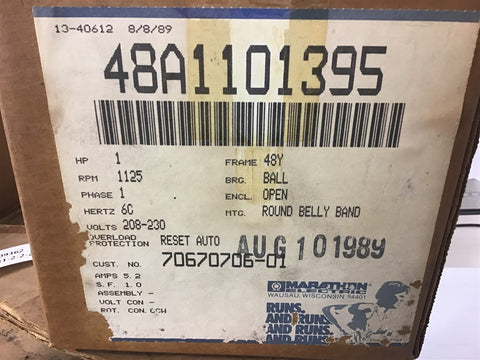 13-40612 8/8/89
48A1101395
HP 1 FRAME 48Y
RPM 1125 BRG. BALL
PHASE 1 ENCL. OPEN
HERTZ 60 MTG. ROUND BELLY BAND
VOLTS 208-230
OVERLOAD
PROTECTION RESET AUTO AUG 10 1989
CUST. NO. 70670706-01
AMPS 5.2
S.F. 1.0
ASSEMBLY -
VOLT CON -
ROT. CON. CCW
MARATHON
ELECTRIC
WAUSAU, WISCONSIN 54401
RUNS.
AND RUNS.
AND RUNS.
AND RUNS.